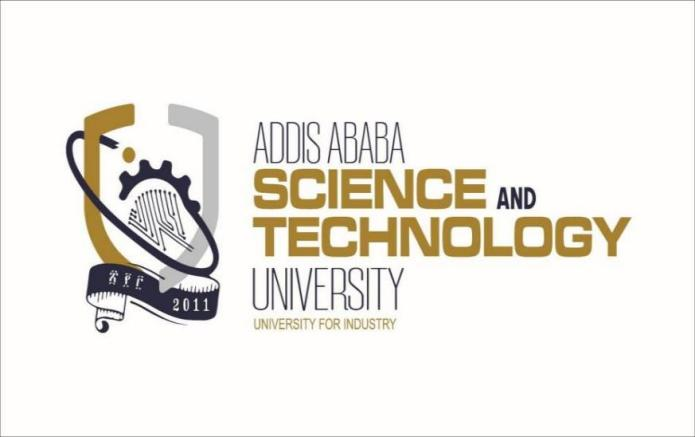 ADDIS ABABA
SCIENCE AND
TECHNOLOGY
UNIVERSITY
UNIVERSITY FOR INDUSTRY
2011